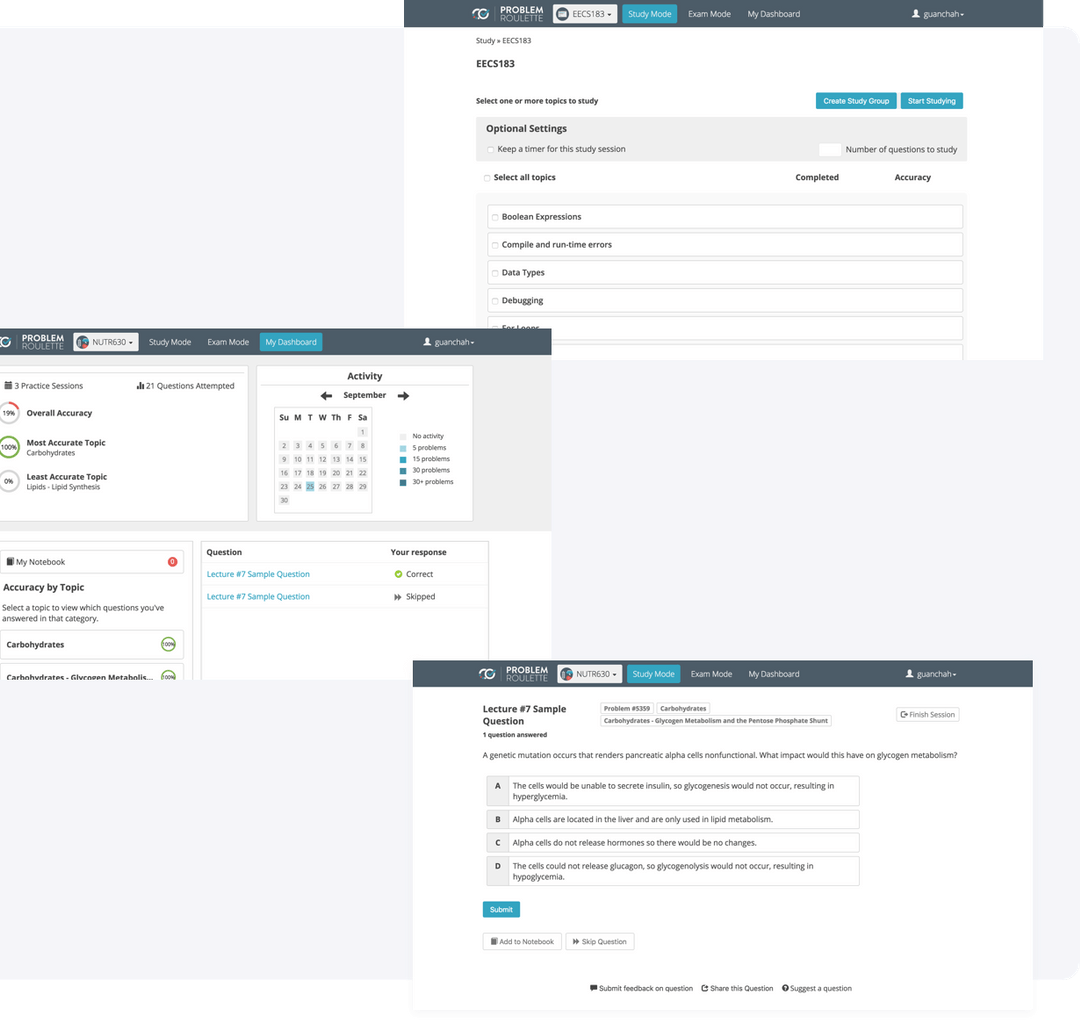 PROBLEM
ROULETTE
EECS183
Study Mode
Exam Mode
My Dashboard
guanchah
Study » EECS183
EECS183
Select one or more topics to study
Create Study Group
Start Studying
Optional Settings
Keep a timer for this study session
Number of questions to study
Select all topics
Completed
Accuracy
Boolean Expressions
Compile and run-time errors
Data Types
Debugging
For Loops
PROBLEM
ROULETTE
NUTR630
Study Mode
Exam Mode
My Dashboard
guanchah
3 Practice Sessions
21 Questions Attempted
19%
Overall Accuracy
100%
Most Accurate Topic
Carbohydrates
0%
Least Accurate Topic
Lipids - Lipid Synthesis
Activity
September
Su M T W Th F Sa
1
2 3 4 5 6 7 8
9 10 11 12 13 14 15
16 17 18 19 20 21 22
23 24 25 26 27 28 29
30
No activity
5 problems
15 problems
30 problems
30+ problems
My Notebook
0
Accuracy by Topic
Select a topic to view which questions you've
answered in that category.
Carbohydrates
100%
Carbohydrates - Glycogen Metabolis...
100%
Question
Your response
Lecture #7 Sample Question
Correct
Lecture #7 Sample Question
Skipped
PROBLEM
ROULETTE
NUTR630
Study Mode
Exam Mode
My Dashboard
guanchah
Lecture #7 Sample
Question
1 question answered
Problem #5359
Carbohydrates
Carbohydrates - Glycogen Metabolism and the Pentose Phosphate Shunt
Finish Session
A genetic mutation occurs that renders pancreatic alpha cells nonfunctional. What impact would this have on glycogen metabolism?
A
The cells would be unable to secrete insulin, so glycogenesis would not occur, resulting in
hyperglycemia.
B
Alpha cells are located in the liver and are only used in lipid metabolism.
C
Alpha cells do not release hormones so there would be no changes.
D
The cells could not release glucagon, so glycogenolysis would not occur, resulting in
hypoglycemia.
Submit
Add to Notebook
Skip Question
Submit feedback on question
Share this Question
Suggest a question